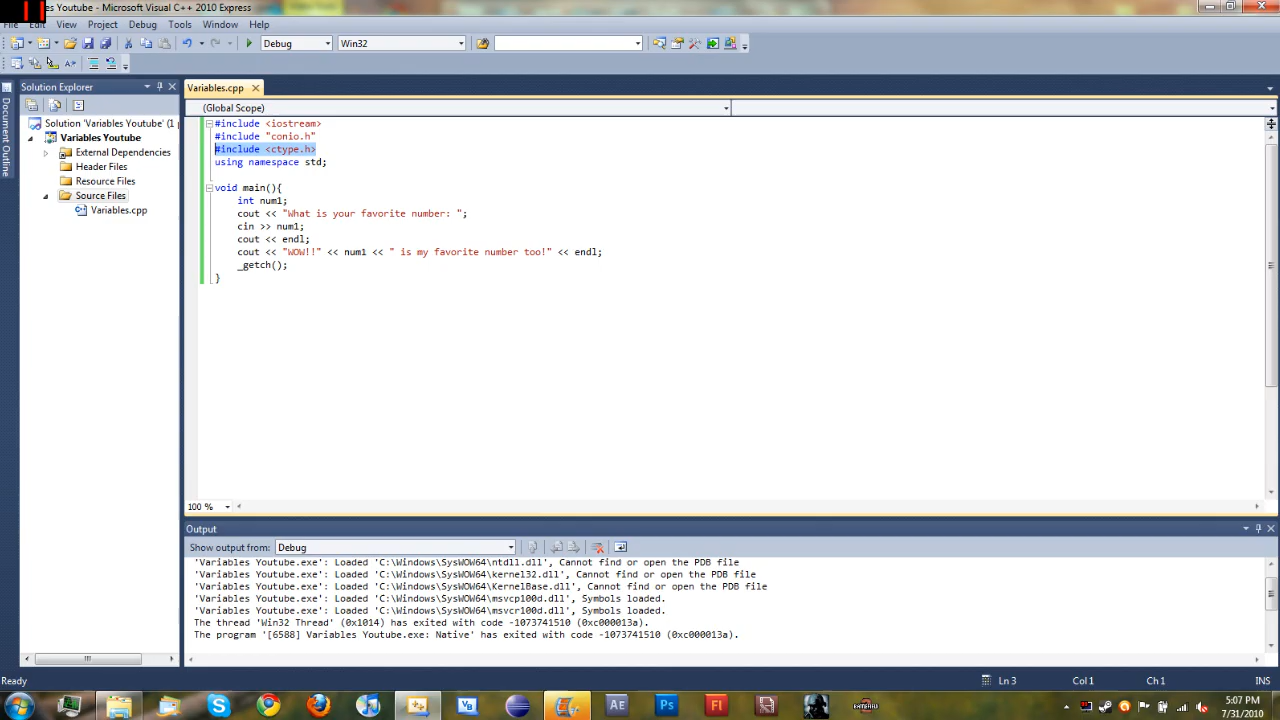 es Youtube - Microsoft Visual C++ 2010 Express
File Edit View Project Debug Tools Window Help
Debug Win32
Document Outline
Solution Explorer
Solution 'Variables Youtube' (1 p
Variables Youtube
External Dependencies
Header Files
Resource Files
Source Files
Variables.cpp
Variables.cpp
(Global Scope)
#include <iostream>
#include "conio.h"
#include <ctype.h>
using namespace std;
void main(){
int num1;
cout << "What is your favorite number: ";
cin >> num1;
cout << endl;
cout << "WOW!!" << num1 << " is my favorite number too!" << endl;
_getch();
}
100 %
Output
Show output from: Debug
'Variables Youtube.exe': Loaded 'C:\Windows\SysWOW64\ntdll.dll', Cannot find or open the PDB file
'Variables Youtube.exe': Loaded 'C:\Windows\SysWOW64\kernel32.dll', Cannot find or open the PDB file
'Variables Youtube.exe': Loaded 'C:\Windows\SysWOW64\KernelBase.dll', Cannot find or open the PDB file
'Variables Youtube.exe': Loaded 'C:\Windows\SysWOW64\msvcp100d.dll', Symbols loaded.
'Variables Youtube.exe': Loaded 'C:\Windows\SysWOW64\msvcr100d.dll', Symbols loaded.
The thread 'Win32 Thread' (0x1014) has exited with code -1073741510 (0xc000013a).
The program '[6588] Variables Youtube.exe: Native' has exited with code -1073741510 (0xc000013a).
Ready Ln 3 Col 1 Ch 1 INS
VB AE Ps Fl
5:07 PM
7/31/2010